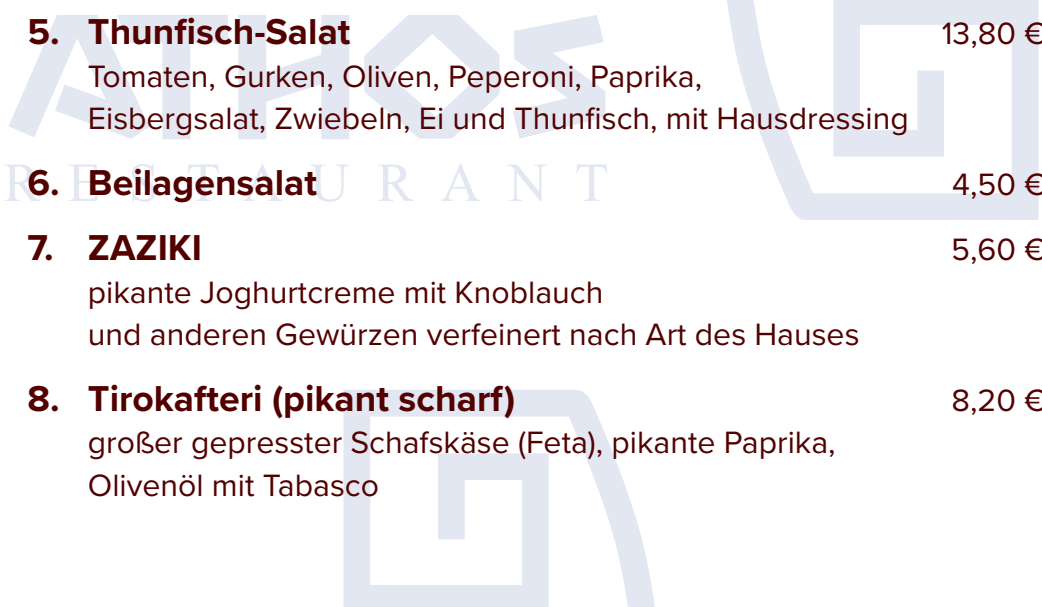 ATHOS
RESTAURANT
5. Thunfisch-Salat 13,80 €
Tomaten, Gurken, Oliven, Peperoni, Paprika,
Eisbergsalat, Zwiebeln, Ei und Thunfisch, mit Hausdressing
6. Beilagensalat 4,50 €
7. ZAZIKI 5,60 €
pikante Joghurtcreme mit Knoblauch
und anderen Gewürzen verfeinert nach Art des Hauses
8. Tirokafteri (pikant scharf) 8,20 €
großer gepresster Schafskäse (Feta), pikante Paprika,
Olivenöl mit Tabasco